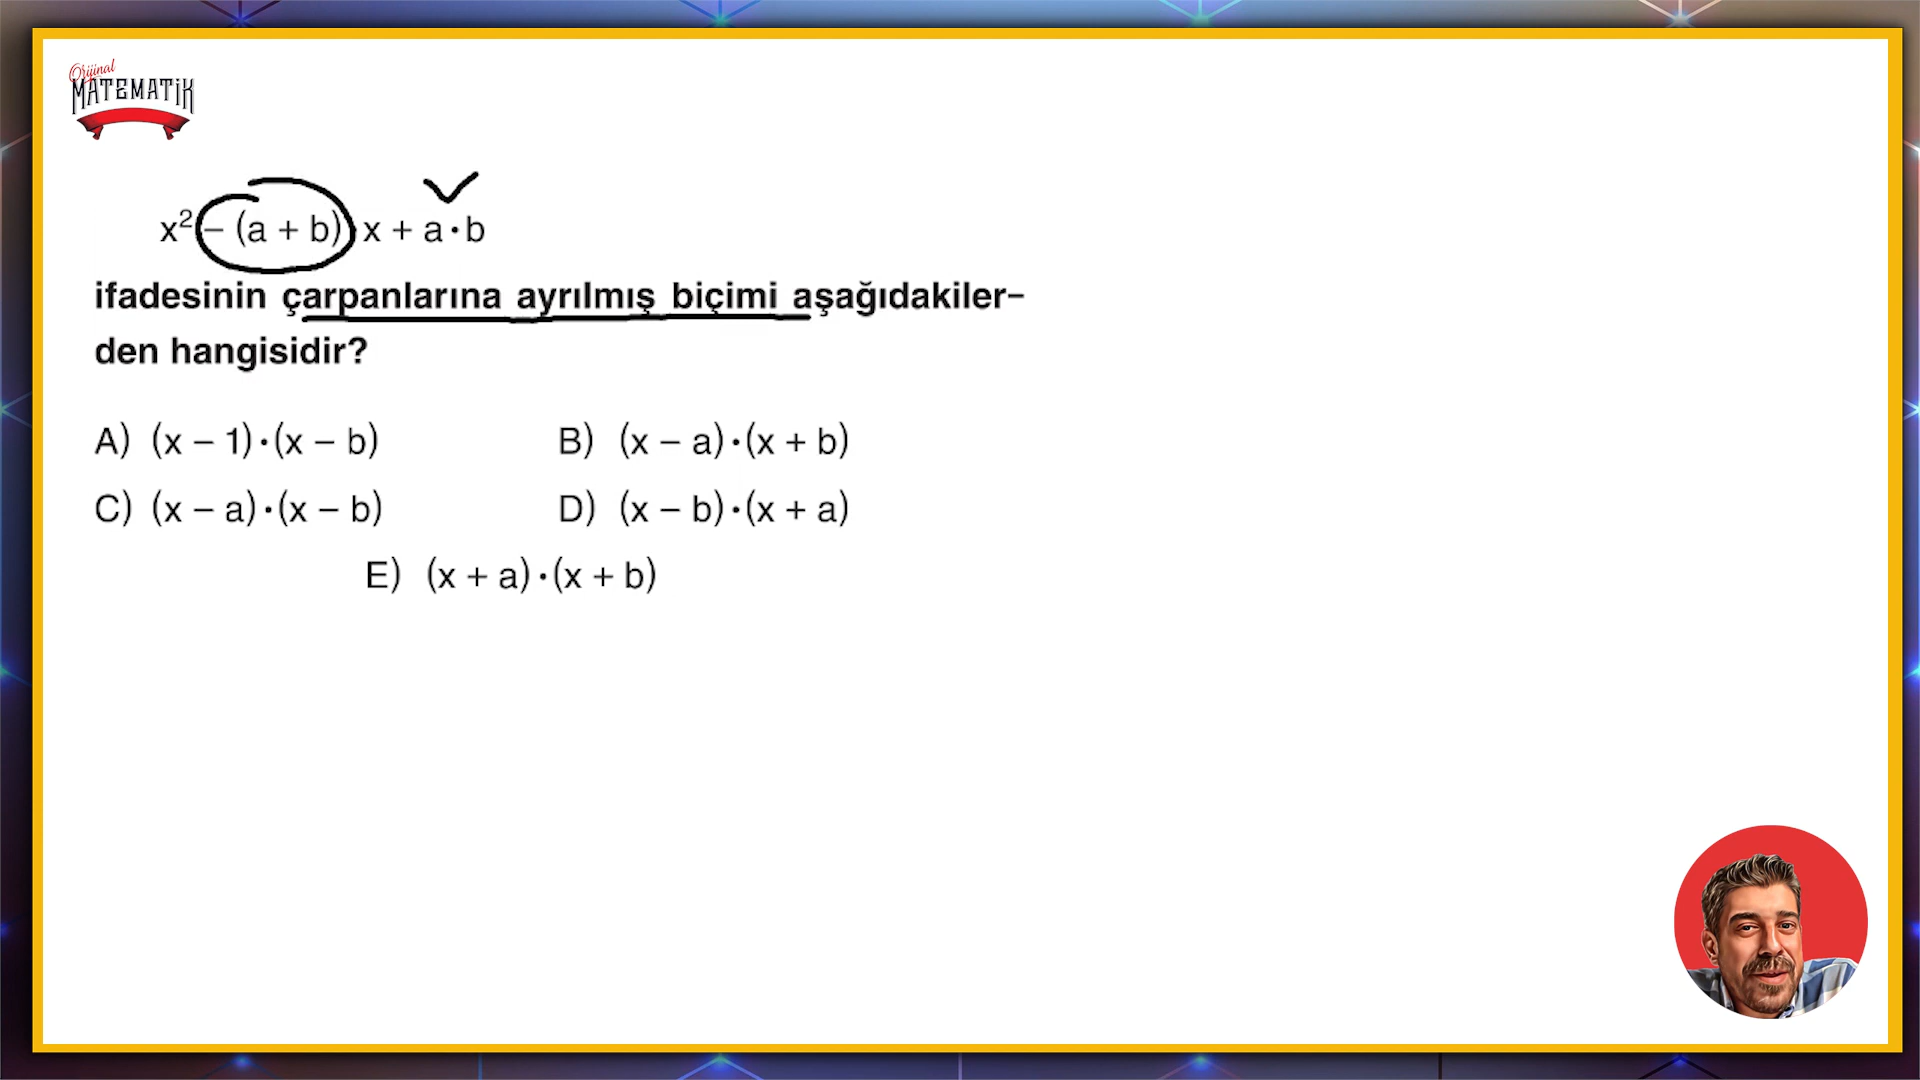 Orijinal
MATEMATİK
x² – (a + b) x + a·b
ifadesinin çarpanlarına ayrılmış biçimi aşağıdakiler–
den hangisidir?
A) (x – 1)·(x – b)
B) (x – a)·(x + b)
C) (x – a)·(x – b)
D) (x – b)·(x + a)
E) (x + a)·(x + b)